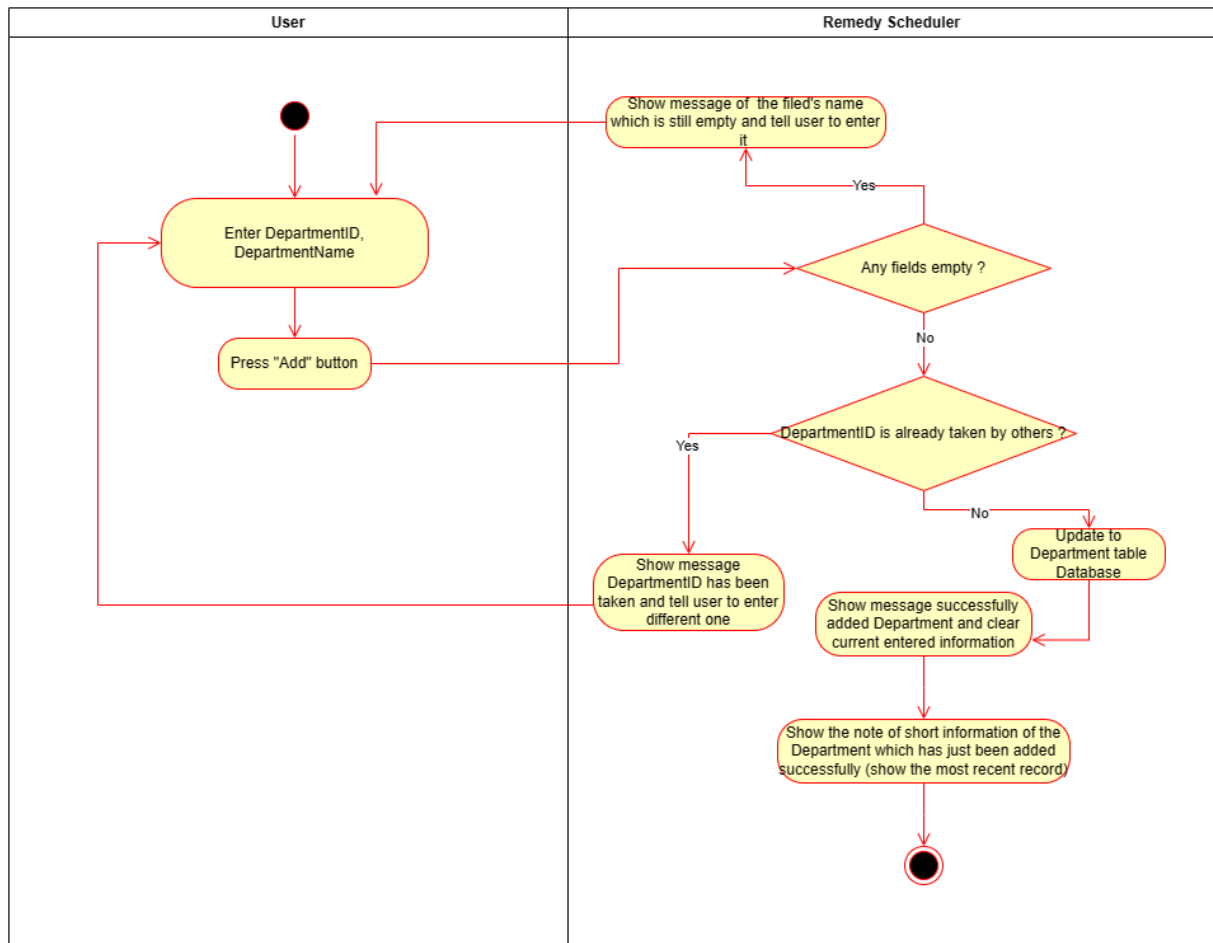 User
Remedy Scheduler
Show message of the filed's name
which is still empty and tell user to enter
it
Yes
Enter DepartmentID,
DepartmentName
Any fields empty ?
No
Press "Add" button
DepartmentID is already taken by others ?
Yes
No
Update to
Department table
Database
Show message
DepartmentID has been
taken and tell user to enter
different one
Show message successfully
added Department and clear
current entered information
Show the note of short information of the
Department which has just been added
successfully (show the most recent record)